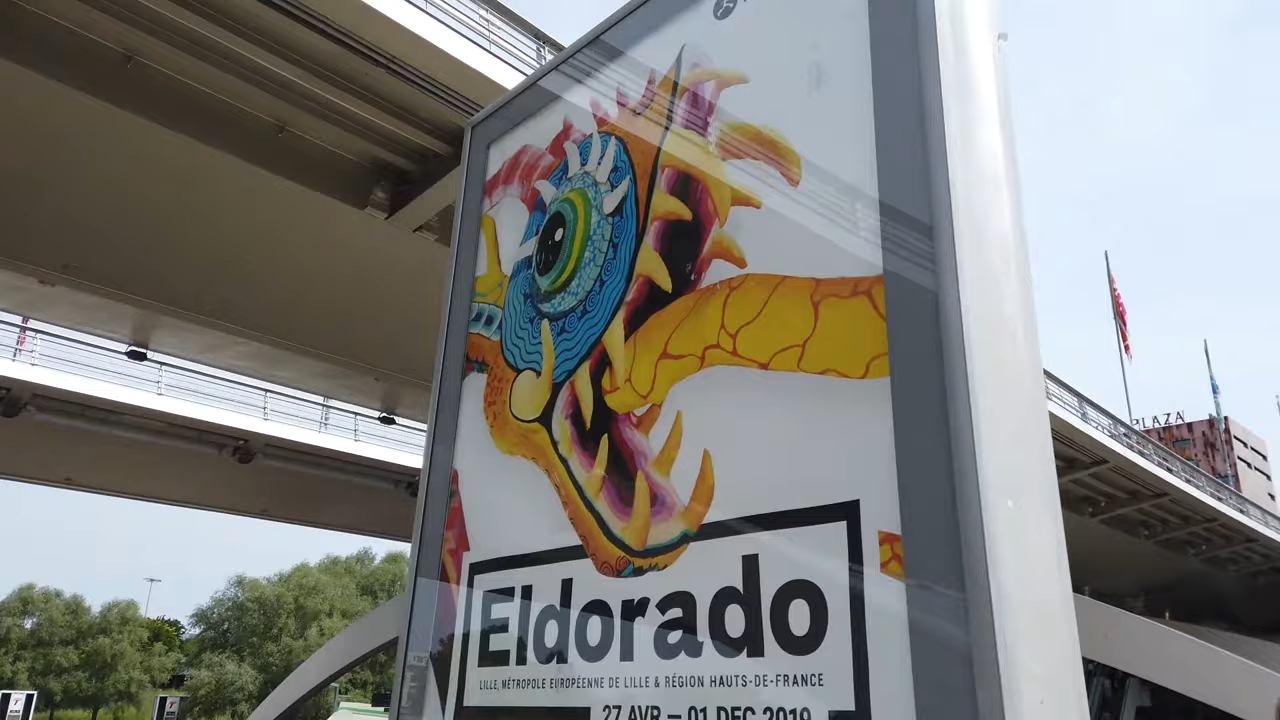 PLAZA
Eldorado
LILLE, MÉTROPOLE EUROPÉENNE DE LILLE & RÉGION HAUTS-DE-FRANCE
27 AVR – 01 DEC 2019